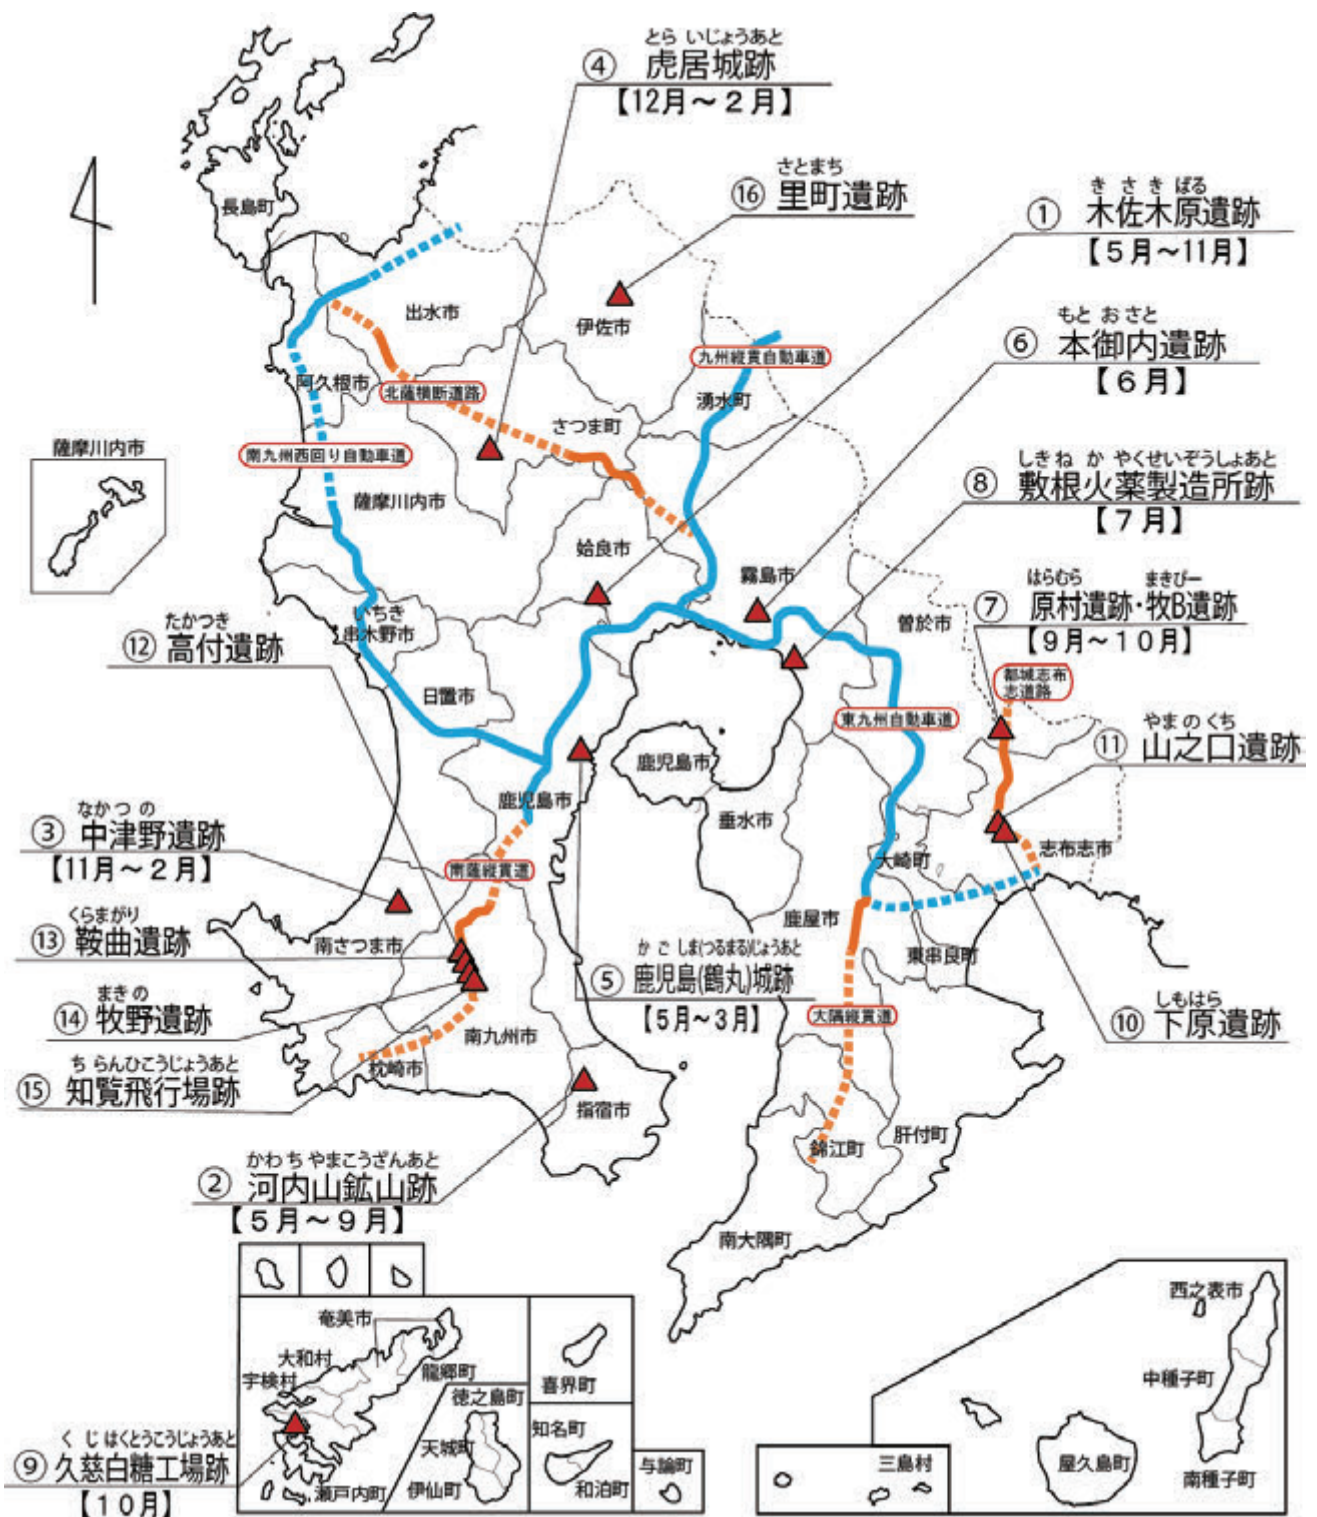 とらいじょうあと
④ 虎居城跡
【12月～2月】
さとまち
⑯ 里町遺跡
きさきばる
① 木佐木原遺跡
【5月～11月】
もとおさと
⑥ 本御内遺跡
【6月】
しきねかやくせいぞうしょあと
⑧ 敷根火薬製造所跡
【7月】
はらむら まきびー
⑦ 原村遺跡・牧B遺跡
【9月～10月】
やまのくち
⑪ 山之口遺跡
しもはら
⑩ 下原遺跡
たかつき
⑫ 高付遺跡
なかつの
③ 中津野遺跡
【11月～2月】
くらまがり
⑬ 鞍曲遺跡
まきの
⑭ 牧野遺跡
ちらんひこうじょうあと
⑮ 知覧飛行場跡
かわちやまこうざんあと
② 河内山鉱山跡
【5月～9月】
かごしま(つるまる)じょうあと
⑤ 鹿児島(鶴丸)城跡
【5月～3月】
くじはくとうこうじょうあと
⑨ 久慈白糖工場跡
【10月】
長島町
出水市
伊佐市
阿久根市
北薩横断道路
九州縦貫自動車道
湧水町
さつま町
南九州西回り自動車道
薩摩川内市
薩摩川内市
姶良市
霧島市
曽於市
いちき
串木野市
日置市
都城志布
志道路
東九州自動車道
鹿児島市
鹿児島市
垂水市
大崎町
志布志市
南薩縦貫道
鹿屋市
東串良町
南さつま市
大隅縦貫道
南九州市
枕崎市
指宿市
錦江町
肝付町
南大隅町
奄美市
大和村
宇検村
龍郷町
瀬戸内町
徳之島町
天城町
伊仙町
喜界町
知名町
和泊町
与論町
西之表市
中種子町
南種子町
屋久島町
三島村